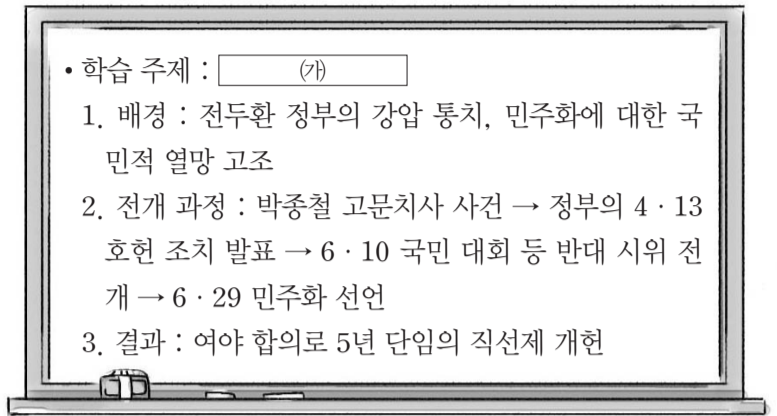 • 학습 주제 : ㈎
1. 배경 : 전두환 정부의 강압 통치, 민주화에 대한 국
민적 열망 고조
2. 전개 과정 : 박종철 고문치사 사건 → 정부의 4 · 13
호헌 조치 발표 → 6 · 10 국민 대회 등 반대 시위 전
개 → 6 · 29 민주화 선언
3. 결과 : 여야 합의로 5년 단임의 직선제 개헌